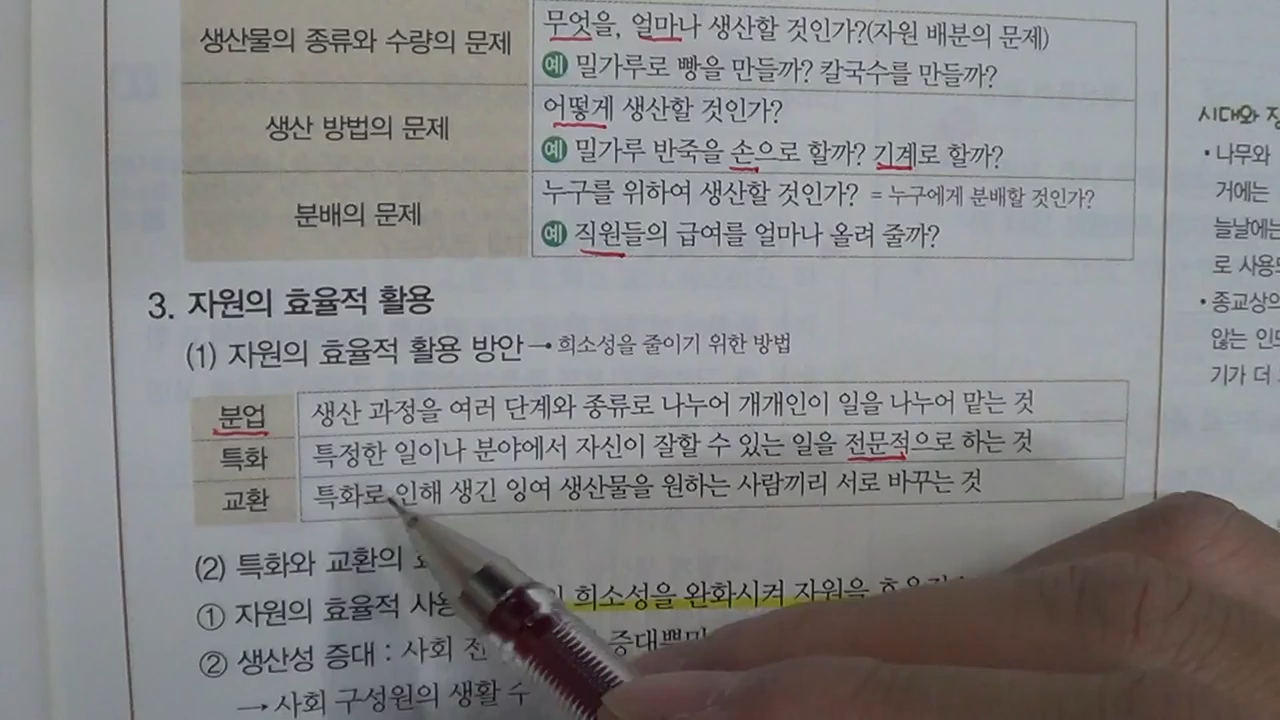 생산물의 종류와 수량의 문제
무엇을, 얼마나 생산할 것인가?(자원 배분의 문제)
예 밀가루로 빵을 만들까? 칼국수를 만들까?
생산 방법의 문제
어떻게 생산할 것인가?
예 밀가루 반죽을 손으로 할까? 기계로 할까?
분배의 문제
누구를 위하여 생산할 것인가? = 누구에게 분배할 것인가?
예 직원들의 급여를 얼마나 올려 줄까?
3. 자원의 효율적 활용
(1) 자원의 효율적 활용 방안 → 희소성을 줄이기 위한 방법
분업 생산 과정을 여러 단계와 종류로 나누어 개개인이 일을 나누어 맡는 것
특화 특정한 일이나 분야에서 자신이 잘할 수 있는 일을 전문적으로 하는 것
교환 특화로 인해 생긴 잉여 생산물을 원하는 사람끼리 서로 바꾸는 것
(2) 특화와 교환의
① 자원의 효율적 사용 희소성을 완화시켜 자원을
② 생산성 증대 : 사회 전 증대뿐만
→ 사회 구성원의 생활 수
시대와
• 나무와
거에는
늘날에는
로 사용
• 종교상의
않는 인도
기가 더